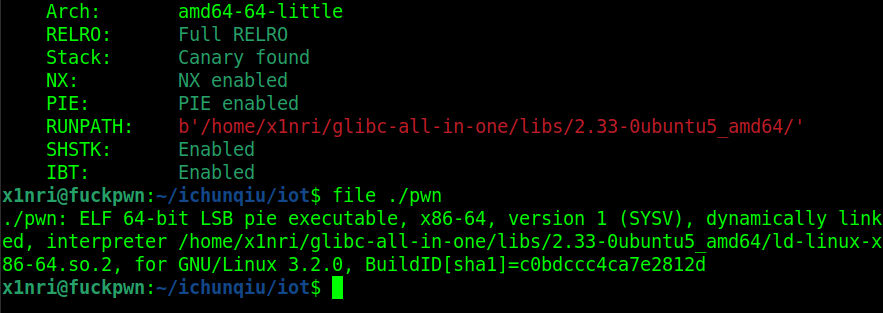 Arch:     amd64-64-little
RELRO:    Full RELRO
Stack:    Canary found
NX:       NX enabled
PIE:      PIE enabled
RUNPATH:  b'/home/x1nri/glibc-all-in-one/libs/2.33-0ubuntu5_amd64/'
SHSTK:    Enabled
IBT:      Enabled
x1nri@fuckpwn:~/ichunqiu/iot$ file ./pwn
./pwn: ELF 64-bit LSB pie executable, x86-64, version 1 (SYSV), dynamically link
ed, interpreter /home/x1nri/glibc-all-in-one/libs/2.33-0ubuntu5_amd64/ld-linux-x
86-64.so.2, for GNU/Linux 3.2.0, BuildID[sha1]=c0bdccc4ca7e2812d
x1nri@fuckpwn:~/ichunqiu/iot$